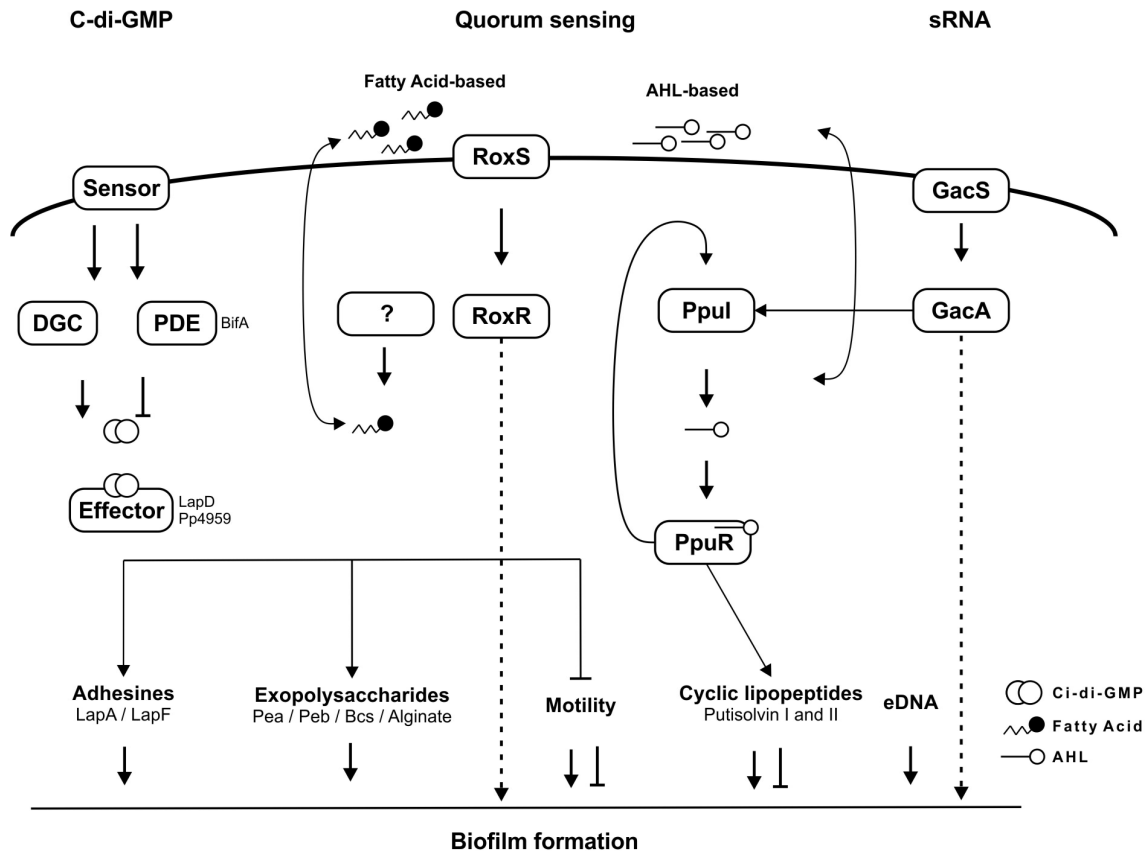 C-di-GMP
Quorum sensing
sRNA
Fatty Acid-based
AHL-based
RoxS
Sensor
GacS
DGC
PDE
BifA
?
RoxR
PpuI
GacA
Effector
LapD
Pp4959
PpuR
Adhesines
LapA / LapF
Exopolysaccharides
Pea / Peb / Bcs / Alginate
Motility
Cyclic lipopeptides
Putisolvin I and II
eDNA
Ci-di-GMP
Fatty Acid
AHL
Biofilm formation